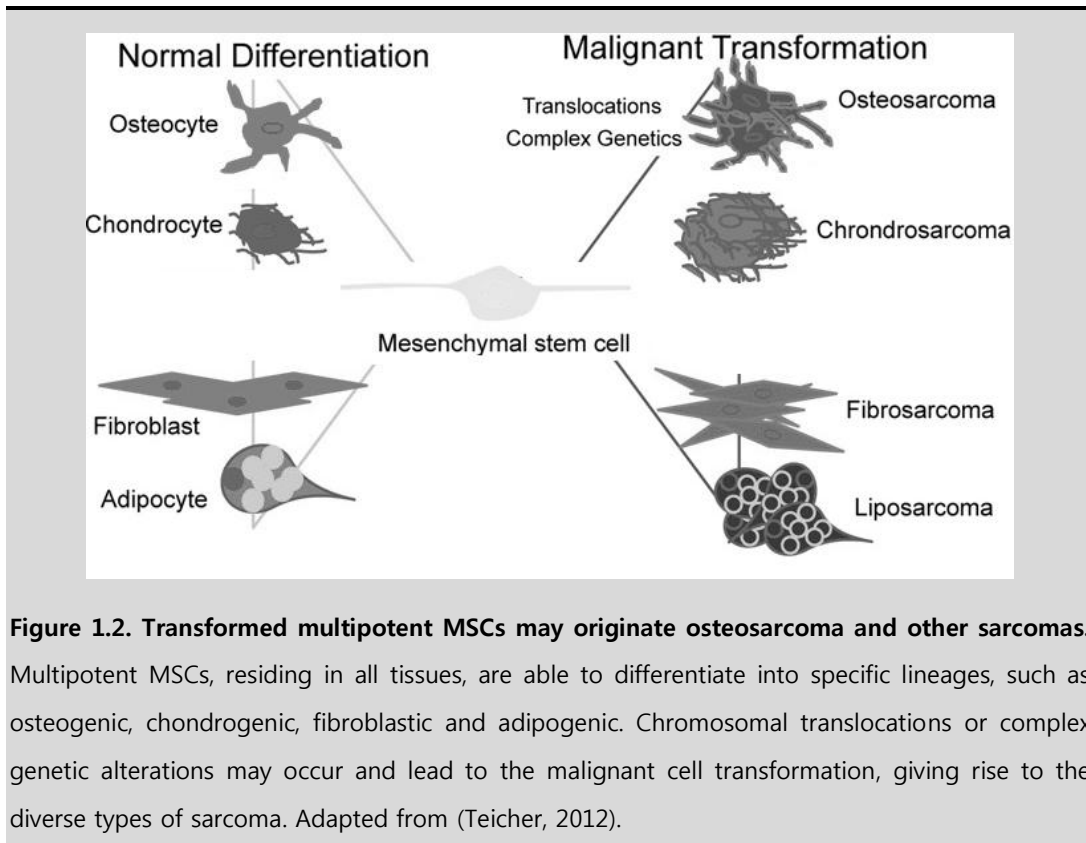 Normal Differentiation
Malignant Transformation
Osteocyte
Translocations
Complex Genetics
Osteosarcoma
Chondrocyte
Chrondrosarcoma
Mesenchymal stem cell
Fibroblast
Fibrosarcoma
Adipocyte
Liposarcoma
Figure 1.2. Transformed multipotent MSCs may originate osteosarcoma and other sarcomas.
Multipotent MSCs, residing in all tissues, are able to differentiate into specific lineages, such as
osteogenic, chondrogenic, fibroblastic and adipogenic. Chromosomal translocations or complex
genetic alterations may occur and lead to the malignant cell transformation, giving rise to the
diverse types of sarcoma. Adapted from (Teicher, 2012).